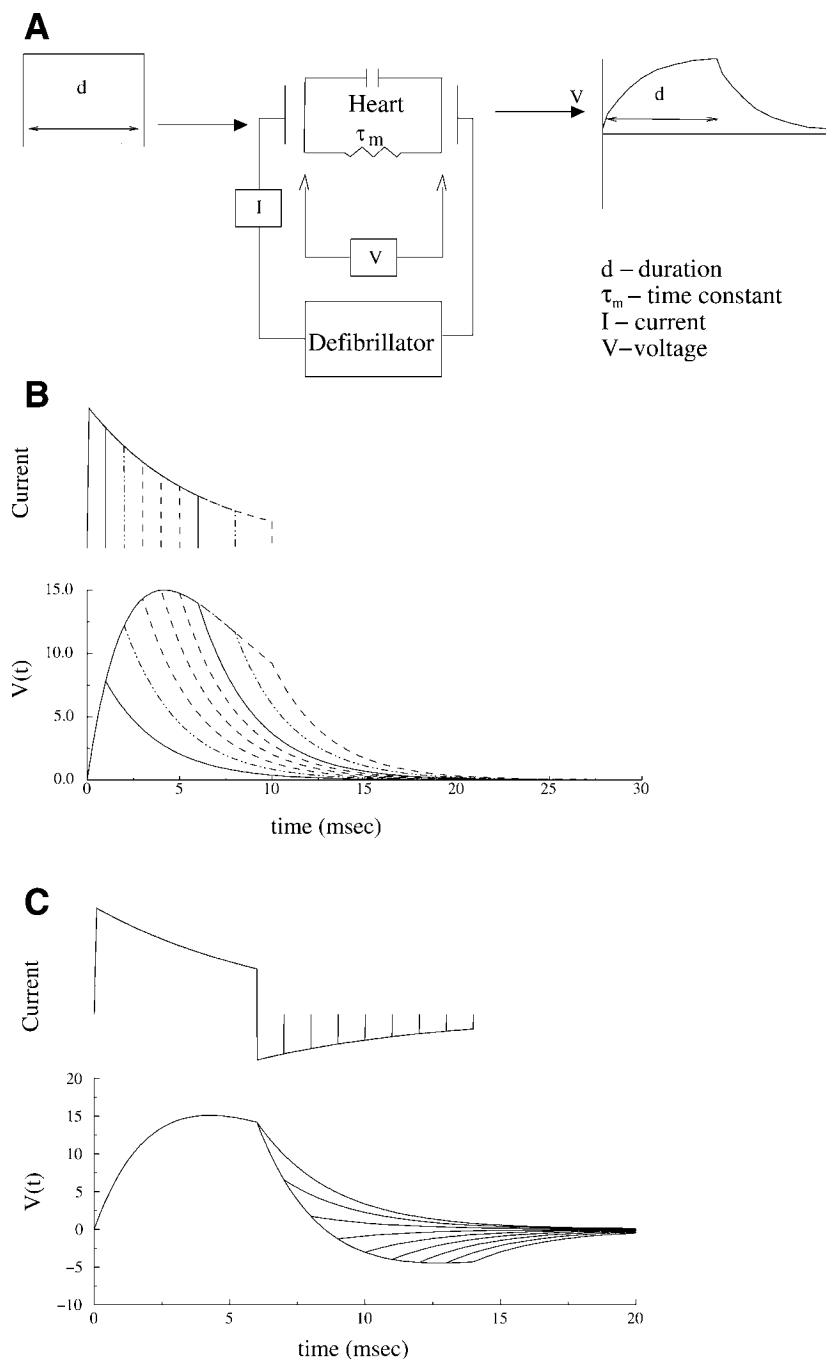 A
d
I
Heart
τm
V
Defibrillator
V
d
d – duration
τm – time constant
I – current
V–voltage
B
Current
V(t)
15.0
10.0
5.0
0.0
0 5 10 15 20 25 30
time (msec)
C
Current
V(t)
20
15
10
5
0
−5
−10
0 5 10 15 20
time (msec)